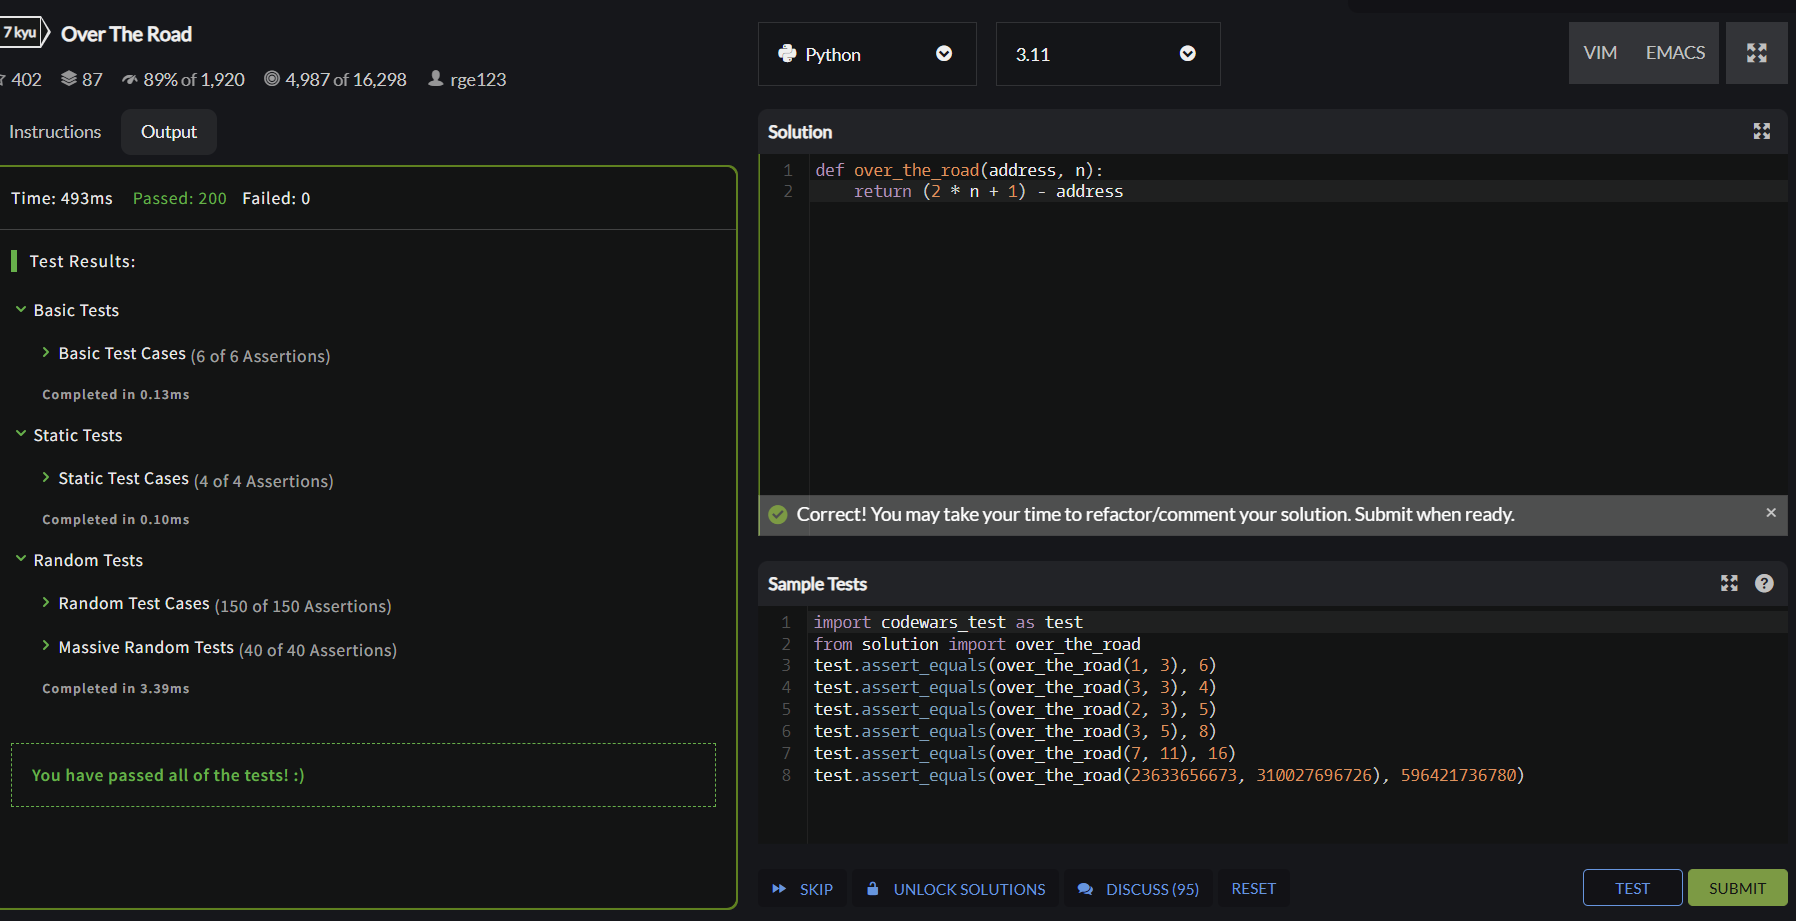 7 kyu Over The Road
402 87 89% of 1,920 4,987 of 16,298 rge123
Instructions Output
Time: 493ms Passed: 200 Failed: 0
Test Results:
Basic Tests
Basic Test Cases (6 of 6 Assertions)
Completed in 0.13ms
Static Tests
Static Test Cases (4 of 4 Assertions)
Completed in 0.10ms
Random Tests
Random Test Cases (150 of 150 Assertions)
Massive Random Tests (40 of 40 Assertions)
Completed in 3.39ms
You have passed all of the tests! :)
Python 3.11 VIM EMACS
Solution
1 def over_the_road(address, n):
2     return (2 * n + 1) - address
Correct! You may take your time to refactor/comment your solution. Submit when ready. ×
Sample Tests ?
1 import codewars_test as test
2 from solution import over_the_road
3 test.assert_equals(over_the_road(1, 3), 6)
4 test.assert_equals(over_the_road(3, 3), 4)
5 test.assert_equals(over_the_road(2, 3), 5)
6 test.assert_equals(over_the_road(3, 5), 8)
7 test.assert_equals(over_the_road(7, 11), 16)
8 test.assert_equals(over_the_road(23633656673, 310027696726), 596421736780)
SKIP UNLOCK SOLUTIONS DISCUSS (95) RESET TEST SUBMIT